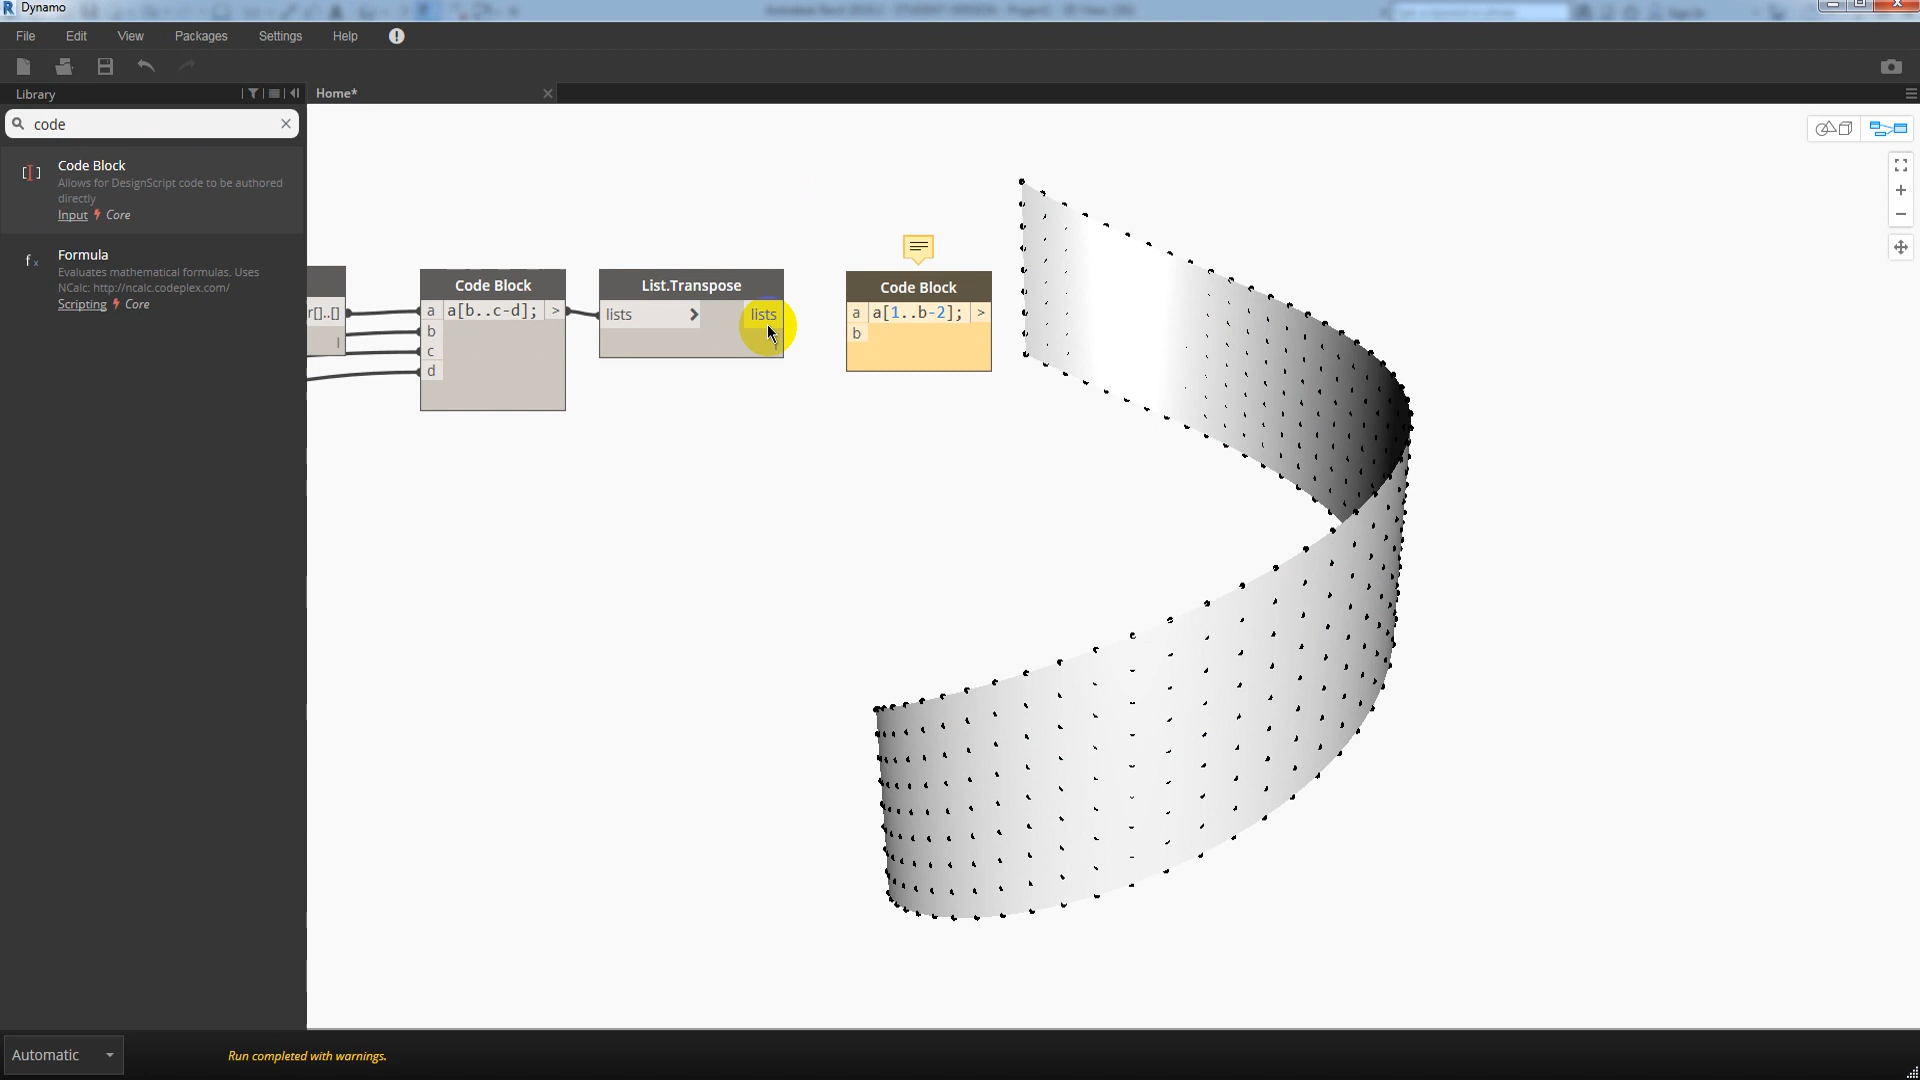 Dynamo
File Edit View Packages Settings Help
Library
Home*
code
Code Block
Allows for DesignScript code to be authored
directly
Input Core
Formula
Evaluates mathematical formulas. Uses
NCalc: http://ncalc.codeplex.com/
Scripting Core
r[]..[]
l
Code Block
a a[b..c-d]; >
b
c
d
List.Transpose
lists > lists
Code Block
a a[1..b-2]; >
b
Automatic
Run completed with warnings.